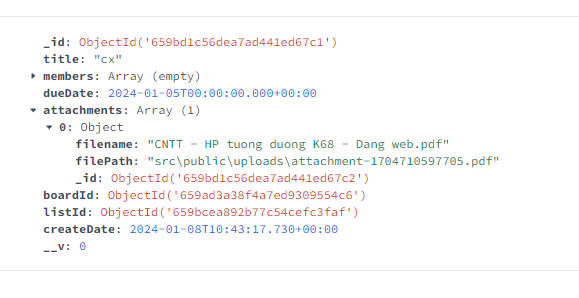 _id: ObjectId('659bd1c56dea7ad441ed67c1')
title: "cx"
members: Array (empty)
dueDate: 2024-01-05T00:00:00.000+00:00
attachments: Array (1)
0: Object
filename: "CNTT - HP tuong duong K68 - Dang web.pdf"
filePath: "src\public\uploads\attachment-1704710597705.pdf"
_id: ObjectId('659bd1c56dea7ad441ed67c2')
boardId: ObjectId('659ad3a38f4a7ed9309554c6')
listId: ObjectId('659bcea892b77c54cefc3faf')
createDate: 2024-01-08T10:43:17.730+00:00
__v: 0